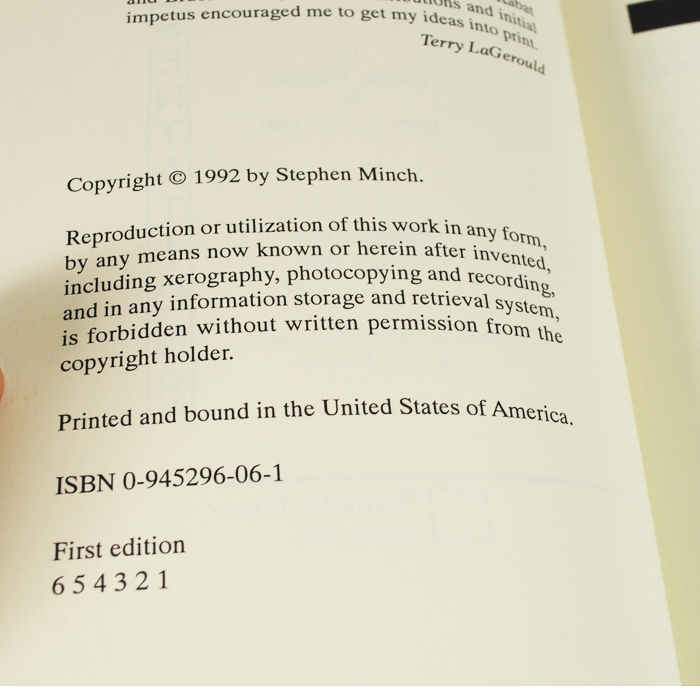 and initial
impetus encouraged me to get my ideas into print.
Terry LaGerould
Copyright © 1992 by Stephen Minch.
Reproduction or utilization of this work in any form,
by any means now known or herein after invented,
including xerography, photocopying and recording,
and in any information storage and retrieval system,
is forbidden without written permission from the
copyright holder.
Printed and bound in the United States of America.
ISBN 0-945296-06-1
First edition
6 5 4 3 2 1